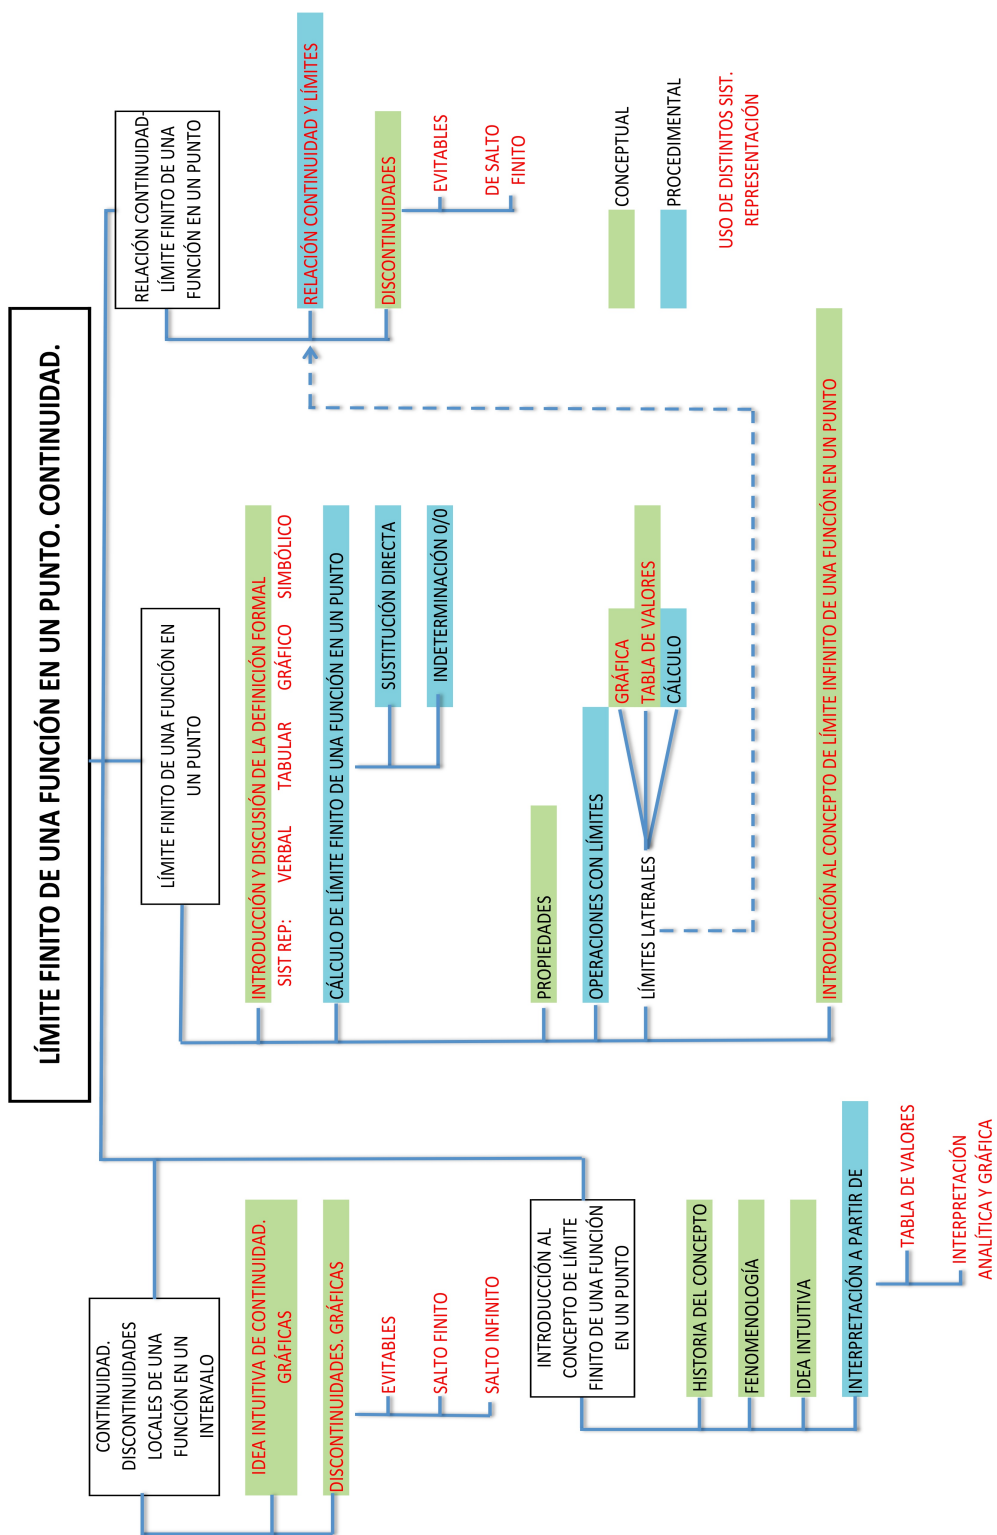 LÍMITE FINITO DE UNA FUNCIÓN EN UN PUNTO. CONTINUIDAD.
CONTINUIDAD.
DISCONTINUIDADES
LOCALES DE UNA
FUNCIÓN EN UN
INTERVALO
IDEA INTUITIVA DE CONTINUIDAD.
GRÁFICAS
DISCONTINUIDADES. GRÁFICAS
EVITABLES
SALTO FINITO
SALTO INFINITO
INTRODUCCIÓN AL
CONCEPTO DE LÍMITE
FINITO DE UNA FUNCIÓN
EN UN PUNTO
HISTORIA DEL CONCEPTO
FENOMENOLOGÍA
IDEA INTUITIVA
INTERPRETACIÓN A PARTIR DE
TABLA DE VALORES
INTERPRETACIÓN
ANALÍTICA Y GRÁFICA
LÍMITE FINITO DE UNA FUNCIÓN EN
UN PUNTO
INTRODUCCIÓN Y DISCUSIÓN DE LA DEFINICIÓN FORMAL
SIST REP: VERBAL TABULAR GRÁFICO SIMBÓLICO
CÁLCULO DE LÍMITE FINITO DE UNA FUNCIÓN EN UN PUNTO
SUSTITUCIÓN DIRECTA
INDETERMINACIÓN 0/0
PROPIEDADES
OPERACIONES CON LÍMITES
LÍMITES LATERALES
GRÁFICA
TABLA DE VALORES
CÁLCULO
INTRODUCCIÓN AL CONCEPTO DE LÍMITE INFINITO DE UNA FUNCIÓN EN UN PUNTO
RELACIÓN CONTINUIDAD-
LÍMITE FINITO DE UNA
FUNCIÓN EN UN PUNTO
RELACIÓN CONTINUIDAD Y LÍMITES
DISCONTINUIDADES
EVITABLES
DE SALTO
FINITO
CONCEPTUAL
PROCEDIMENTAL
USO DE DISTINTOS SIST.
REPRESENTACIÓN